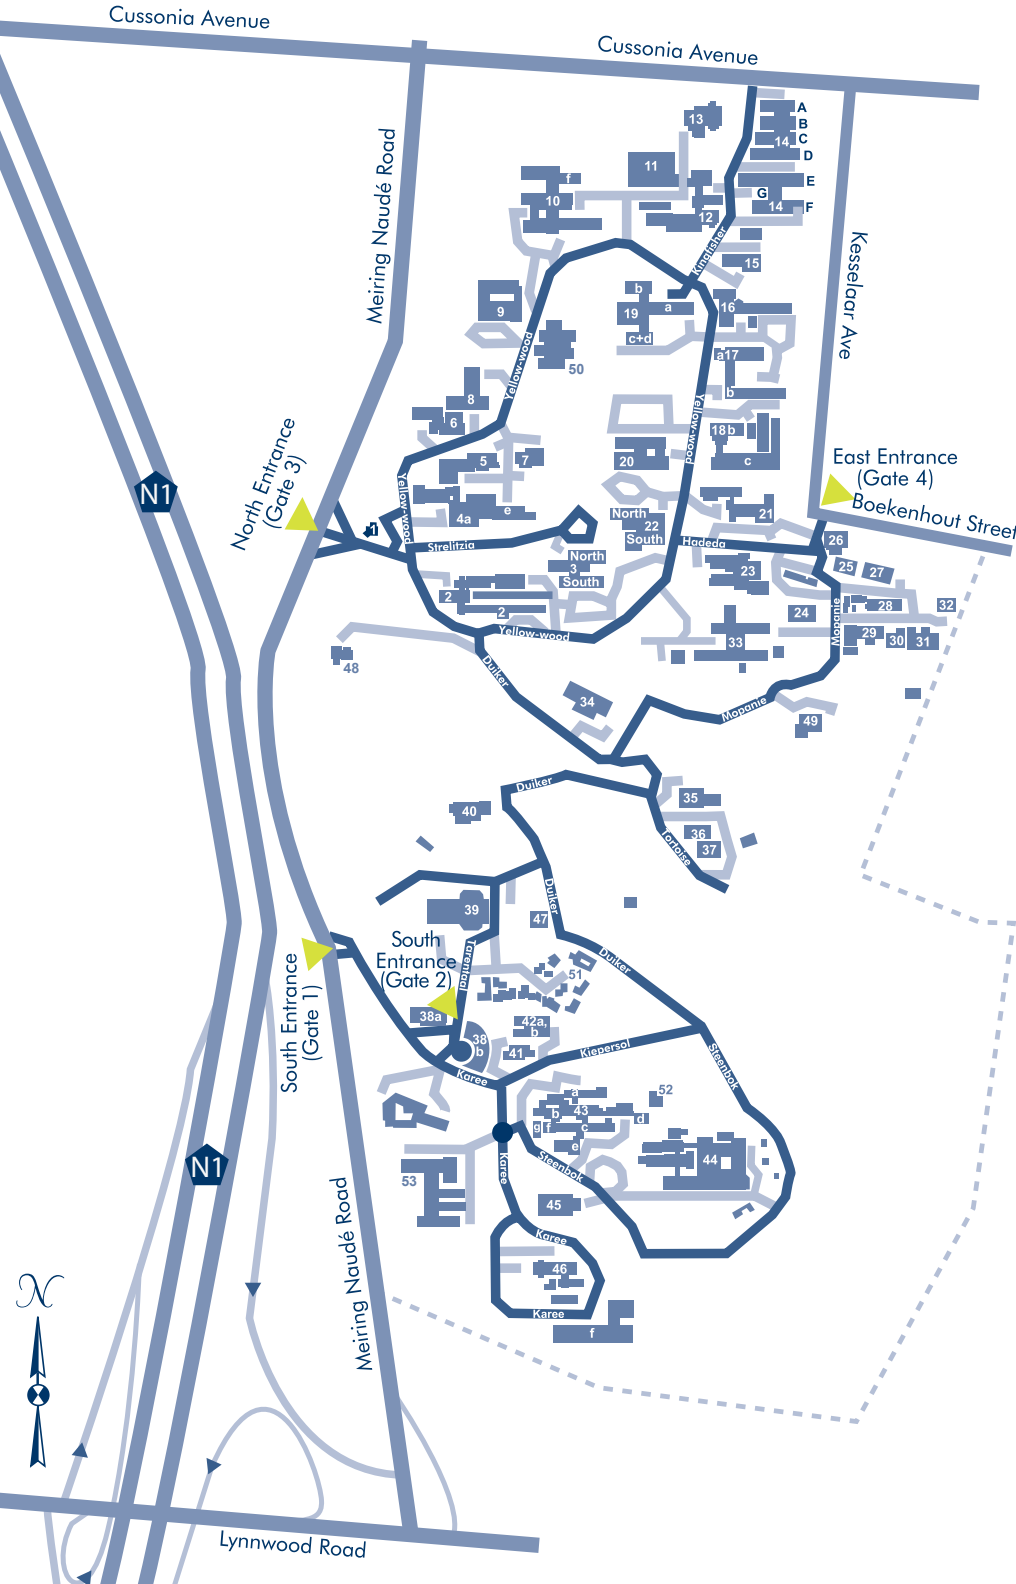 Cussonia Avenue
Cussonia Avenue
Meiring Naudé Road
Kesselaar Ave
13
A
B
C
14
D
E
G
14
F
11
f
10
12
Kingfisher
15
9
b
19
a
c+d
16
50
Yellow-wood
a17
b
8
6
Yellow-wood
18b
c
5
7
20
Yellow-wood
4a
e
North
22
South
21
N1
North Entrance
(Gate 3)
East Entrance
(Gate 4)
Boekenhout Street
1
Strelitzia
North
3
South
Hadeda
26
25
27
23
2
2
24
28
32
Mopanie
29
30
31
Yellow-wood
33
48
Duiker
34
Mopanie
49
Duiker
35
40
36
37
Tortoise
Duiker
39
47
South
Entrance
(Gate 2)
Tarentaal
Duiker
51
South Entrance
(Gate 1)
38a
38
b
42a,
b
41
Kiepersol
Karee
Steenbok
52
a
b
43
d
g
f
c
e
44
Karee
Steenbok
53
45
N1
Meiring Naudé Road
Karee
46
Karee
f
N
Lynnwood Road